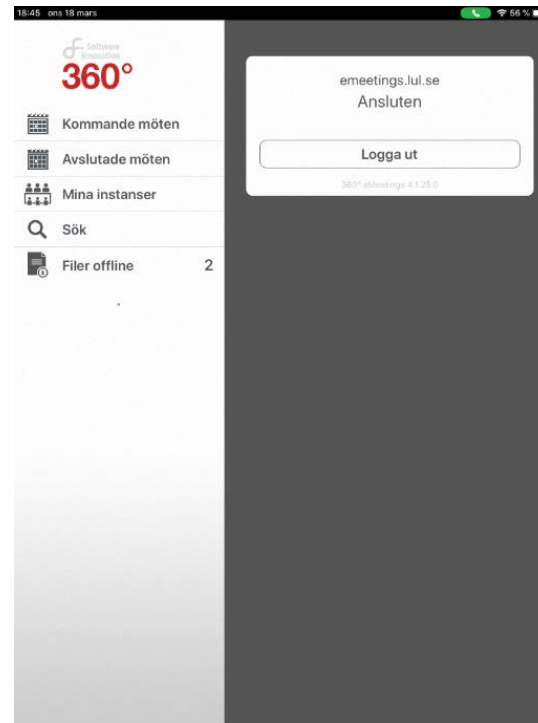 18:45 ons 18 mars
56 %
Software
Innovation
360°
Kommande möten
Avslutade möten
Mina instanser
Sök
Filer offline 2
emeetings.lul.se
Ansluten
Logga ut
360° eMeetings 4.1.25.0